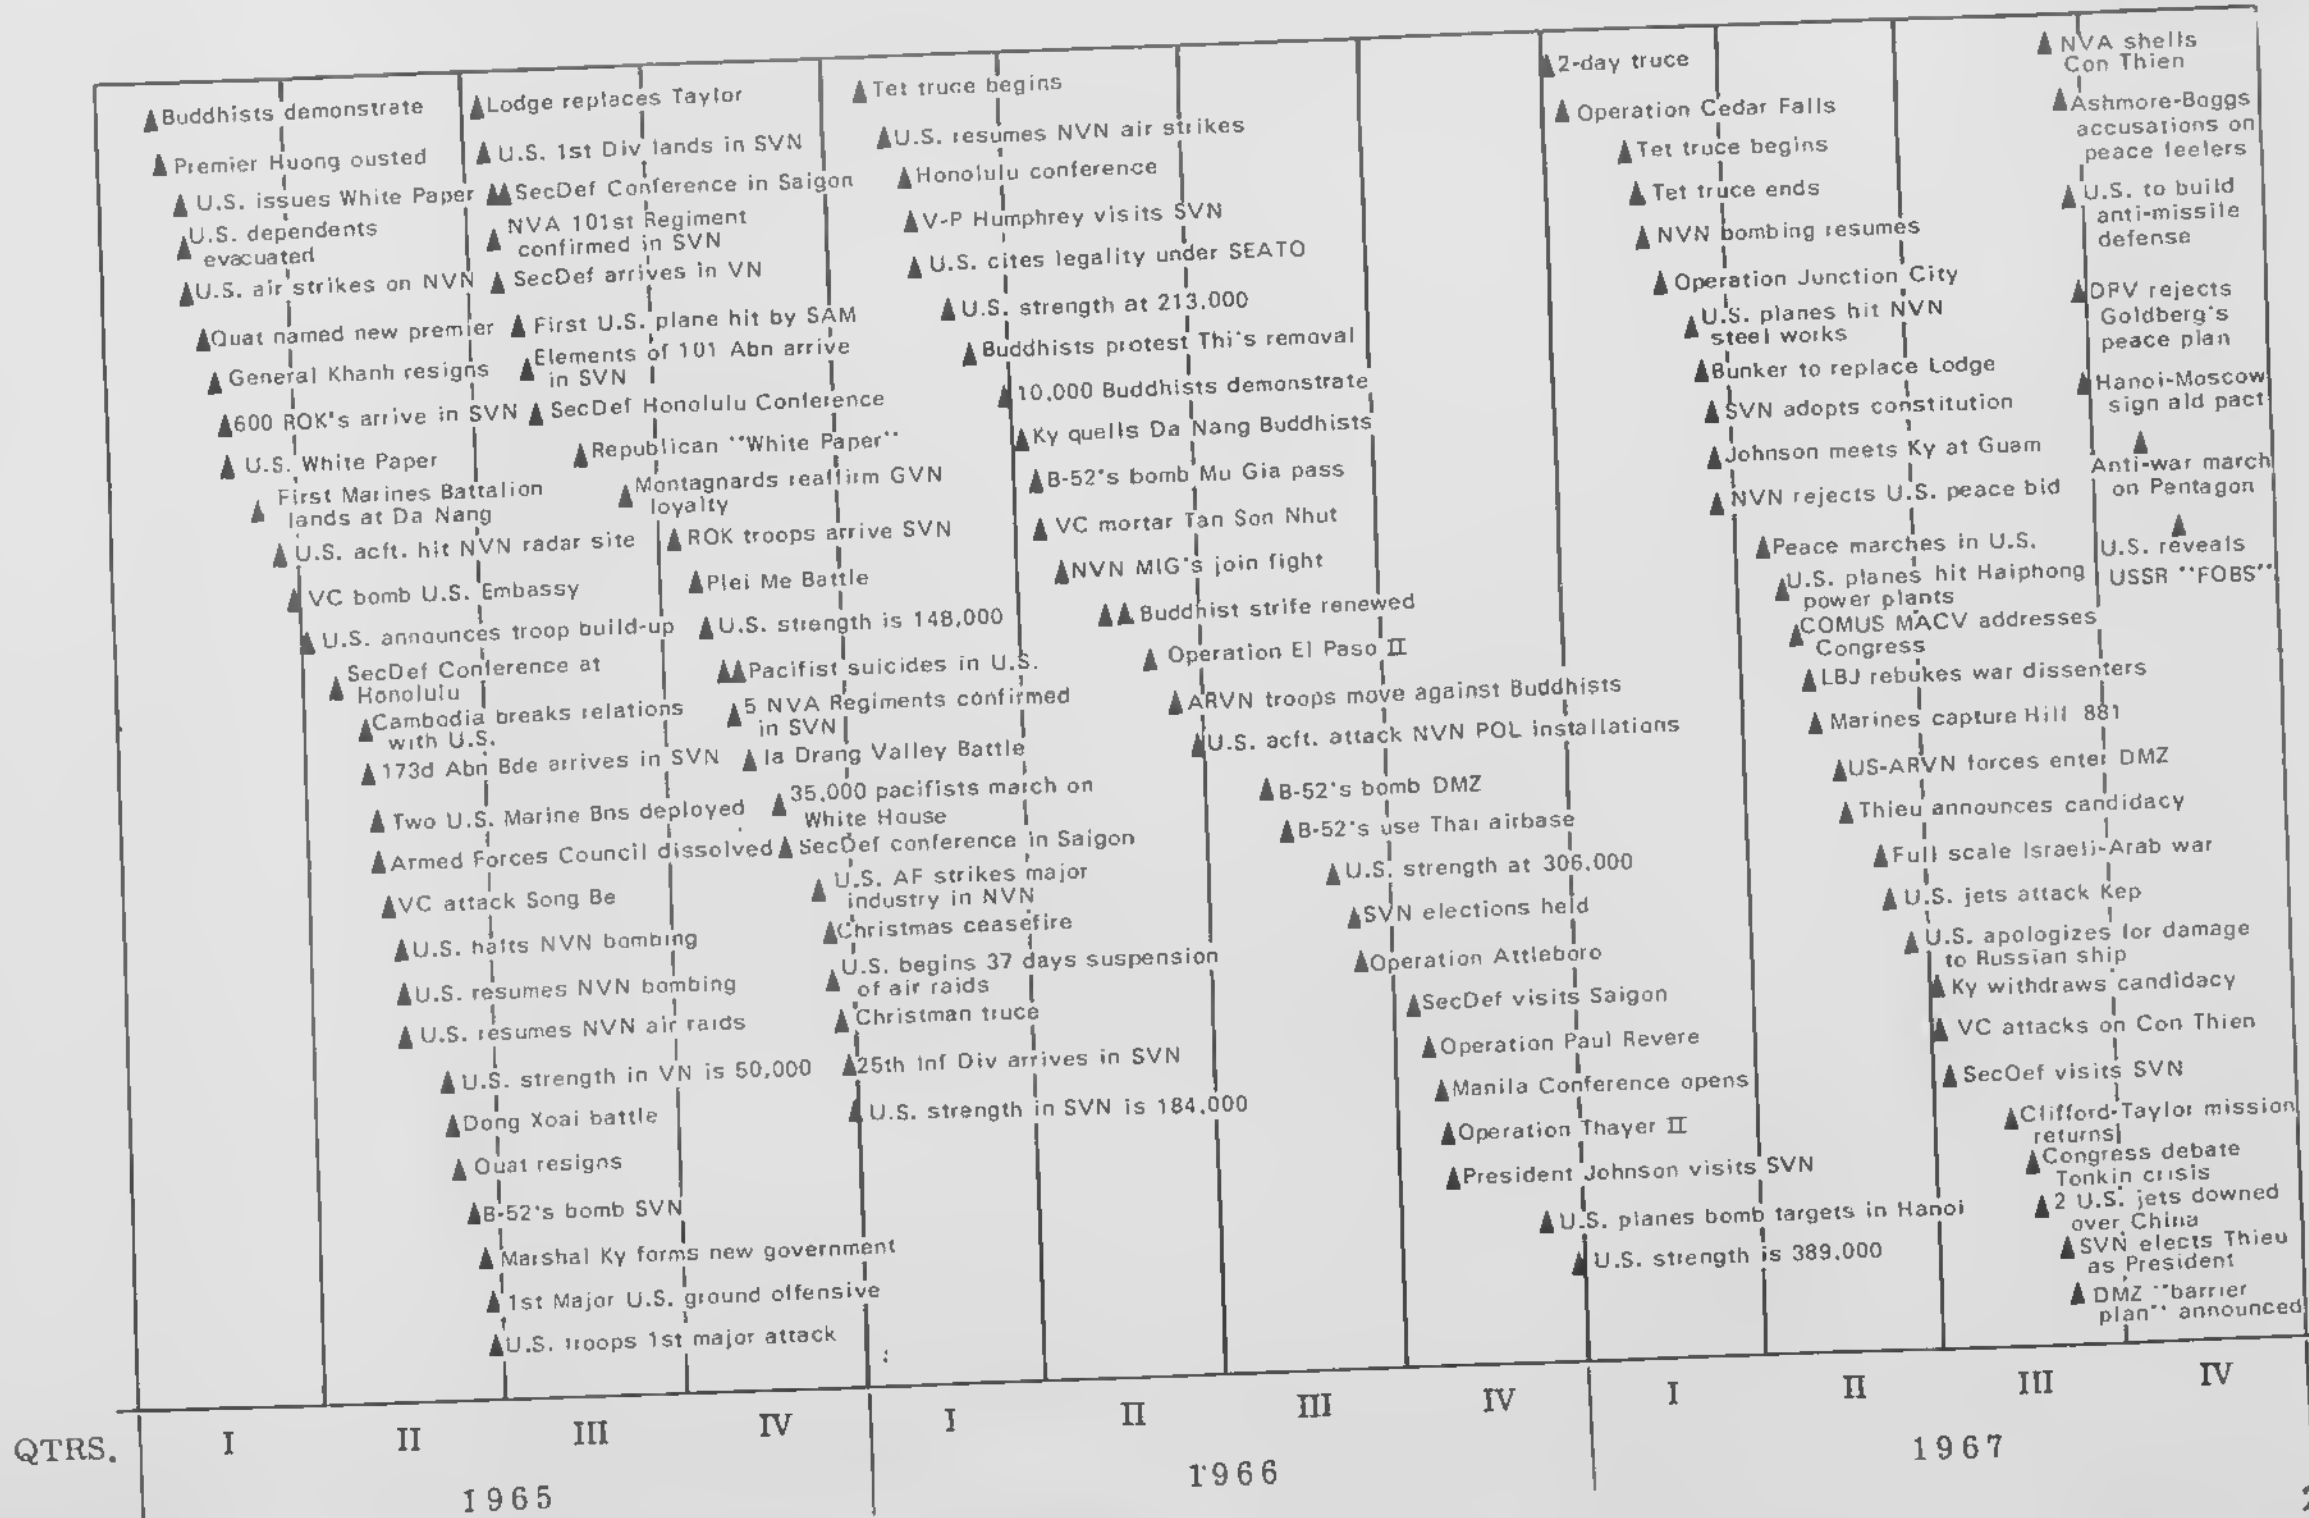 Buddhists demonstrate
Premier Huong ousted
U.S. issues White Paper
U.S. dependents
evacuated
U.S. air strikes on NVN
Quat named new premier
General Khanh resigns
600 ROK's arrive in SVN
U.S. White Paper
First Marines Battalion
lands at Da Nang
U.S. acft. hit NVN radar site
VC bomb U.S. Embassy
U.S. announces troop build-up
SecDef Conference at
Honolulu
Cambodia breaks relations
with U.S.
173d Abn Bde arrives in SVN
Two U.S. Marine Bns deployed
Armed Forces Council dissolved
VC attack Song Be
U.S. halts NVN bombing
U.S. resumes NVN bombing
U.S. resumes NVN air raids
U.S. strength in VN is 50,000
Dong Xoai battle
Quat resigns
B-52's bomb SVN
Marshal Ky forms new government
1st Major U.S. ground offensive
U.S. troops 1st major attack
Lodge replaces Taylor
U.S. 1st Div lands in SVN
SecDef Conference in Saigon
NVA 101st Regiment
confirmed in SVN
SecDef arrives in VN
First U.S. plane hit by SAM
Elements of 101 Abn arrive
in SVN
SecDef Honolulu Conference
Republican "White Paper"
Montagnards reaffirm GVN
loyalty
ROK troops arrive SVN
Plei Me Battle
U.S. strength is 148,000
Pacifist suicides in U.S.
5 NVA Regiments confirmed
in SVN
Ia Drang Valley Battle
35,000 pacifists march on
White House
SecDef conference in Saigon
U.S. AF strikes major
industry in NVN
Christmas ceasefire
U.S. begins 37 days suspension
of air raids
Christman truce
25th Inf Div arrives in SVN
U.S. strength in SVN is 184,000
Tet truce begins
U.S. resumes NVN air strikes
Honolulu conference
V-P Humphrey visits SVN
U.S. cites legality under SEATO
U.S. strength at 213,000
Buddhists protest Thi's removal
10,000 Buddhists demonstrate
Ky quells Da Nang Buddhists
B-52's bomb Mu Gia pass
VC mortar Tan Son Nhut
NVN MIG's join fight
Buddhist strife renewed
Operation El Paso II
ARVN troops move against Buddhists
U.S. acft. attack NVN POL installations
B-52's bomb DMZ
B-52's use Thai airbase
U.S. strength at 306,000
SVN elections held
Operation Attleboro
SecDef visits Saigon
Operation Paul Revere
Manila Conference opens
Operation Thayer II
President Johnson visits SVN
U.S. planes bomb targets in Hanoi
U.S. strength is 389,000
2-day truce
Operation Cedar Falls
Tet truce begins
Tet truce ends
NVN bombing resumes
Operation Junction City
U.S. planes hit NVN
steel works
Bunker to replace Lodge
SVN adopts constitution
Johnson meets Ky at Guam
NVN rejects U.S. peace bid
Peace marches in U.S.
U.S. planes hit Haiphong
power plants
COMUS MACV addresses
Congress
LBJ rebukes war dissenters
Marines capture Hill 881
US-ARVN forces enter DMZ
Thieu announces candidacy
Full scale Israeli-Arab war
U.S. jets attack Kep
U.S. apologizes for damage
to Russian ship
Ky withdraws candidacy
VC attacks on Con Thien
SecDef visits SVN
Clifford-Taylor mission
returns
Congress debate
Tonkin crisis
2 U.S. jets downed
over China
SVN elects Thieu
as President
DMZ "barrier
plan" announced
NVA shells
Con Thien
Ashmore-Baggs
accusations on
peace feelers
U.S. to build
anti-missile
defense
DRV rejects
Goldberg's
peace plan
Hanoi-Moscow
sign aid pact
Anti-war march
on Pentagon
U.S. reveals
USSR "FOBS"
QTRS. I II III IV I II III IV I II III IV
1965 1966 1967